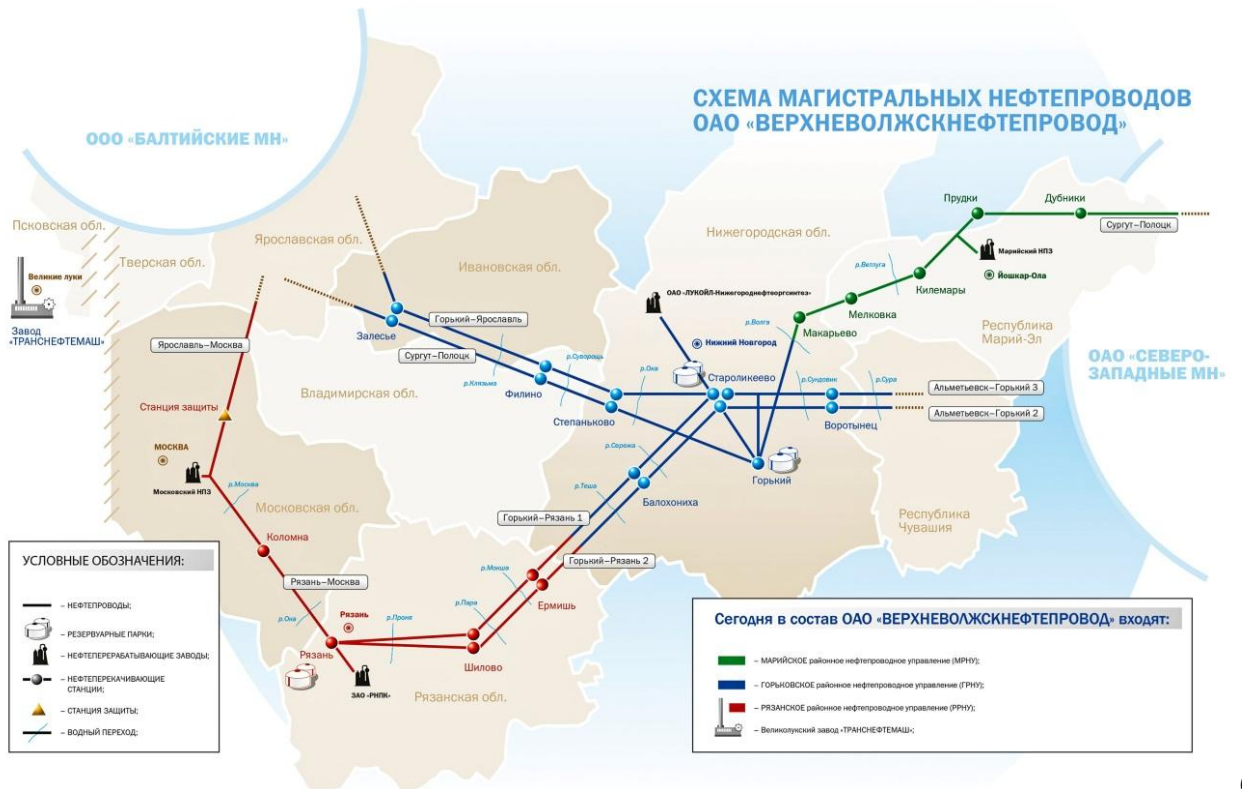 СХЕМА МАГИСТРАЛЬНЫХ НЕФТЕПРОВОДОВ
ОАО «ВЕРХНЕВОЛЖСКНЕФТЕПРОВОД»
ООО «БАЛТИЙСКИЕ МН»
Псковская обл.
Тверская обл.
Ярославская обл.
Ивановская обл.
Нижегородская обл.
Великие луки
Завод
«ТРАНСНЕФТЕМАШ»
Прудки
Дубники
Сургут–Полоцк
Марийский НПЗ
Йошкар-Ола
р.Ветлуга
Килемары
Мелковка
Макарьево
Республика
Марий-Эл
ОАО «СЕВЕРО-
ЗАПАДНЫЕ МН»
ОАО «ЛУКОЙЛ-Нижегороднефтеоргсинтез»
р.Волга
Нижний Новгород
Горький–Ярославль
Залесье
Сургут–Полоцк
Ярославль–Москва
р.Клязьма
р.Суворощь
р.Ока
Староликеево
р.Сундовик
р.Сура
Альметьевск–Горький 3
Альметьевск–Горький 2
Владимирская обл.
Филино
Степаньково
Воротынец
Станция защиты
МОСКВА
Московский НПЗ
р.Москва
Московская обл.
р.Сережа
р.Теша
Балохониха
Горький
Республика
Чувашия
Горький–Рязань 1
Горький–Рязань 2
Коломна
Рязань–Москва
р.Мокша
Ермишь
р.Ока
Рязань
р.Проня
р.Пара
Рязань
Шилово
ЗАО «РНПК»
Рязанская обл.
УСЛОВНЫЕ ОБОЗНАЧЕНИЯ:
– НЕФТЕПРОВОДЫ;
– РЕЗЕРВУАРНЫЕ ПАРКИ;
– НЕФТЕПЕРЕРАБАТЫВАЮЩИЕ ЗАВОДЫ;
– НЕФТЕПЕРЕКАЧИВАЮЩИЕ
СТАНЦИИ;
– СТАНЦИЯ ЗАЩИТЫ;
– ВОДНЫЙ ПЕРЕХОД;
Сегодня в состав ОАО «ВЕРХНЕВОЛЖСКНЕФТЕПРОВОД» входят:
– МАРИЙСКОЕ районное нефтепроводное управление (МРНУ);
– ГОРЬКОВСКОЕ районное нефтепроводное управление (ГРНУ);
– РЯЗАНСКОЕ районное нефтепроводное управление (РРНУ);
– Великолукский завод «ТРАНСНЕФТЕМАШ»;